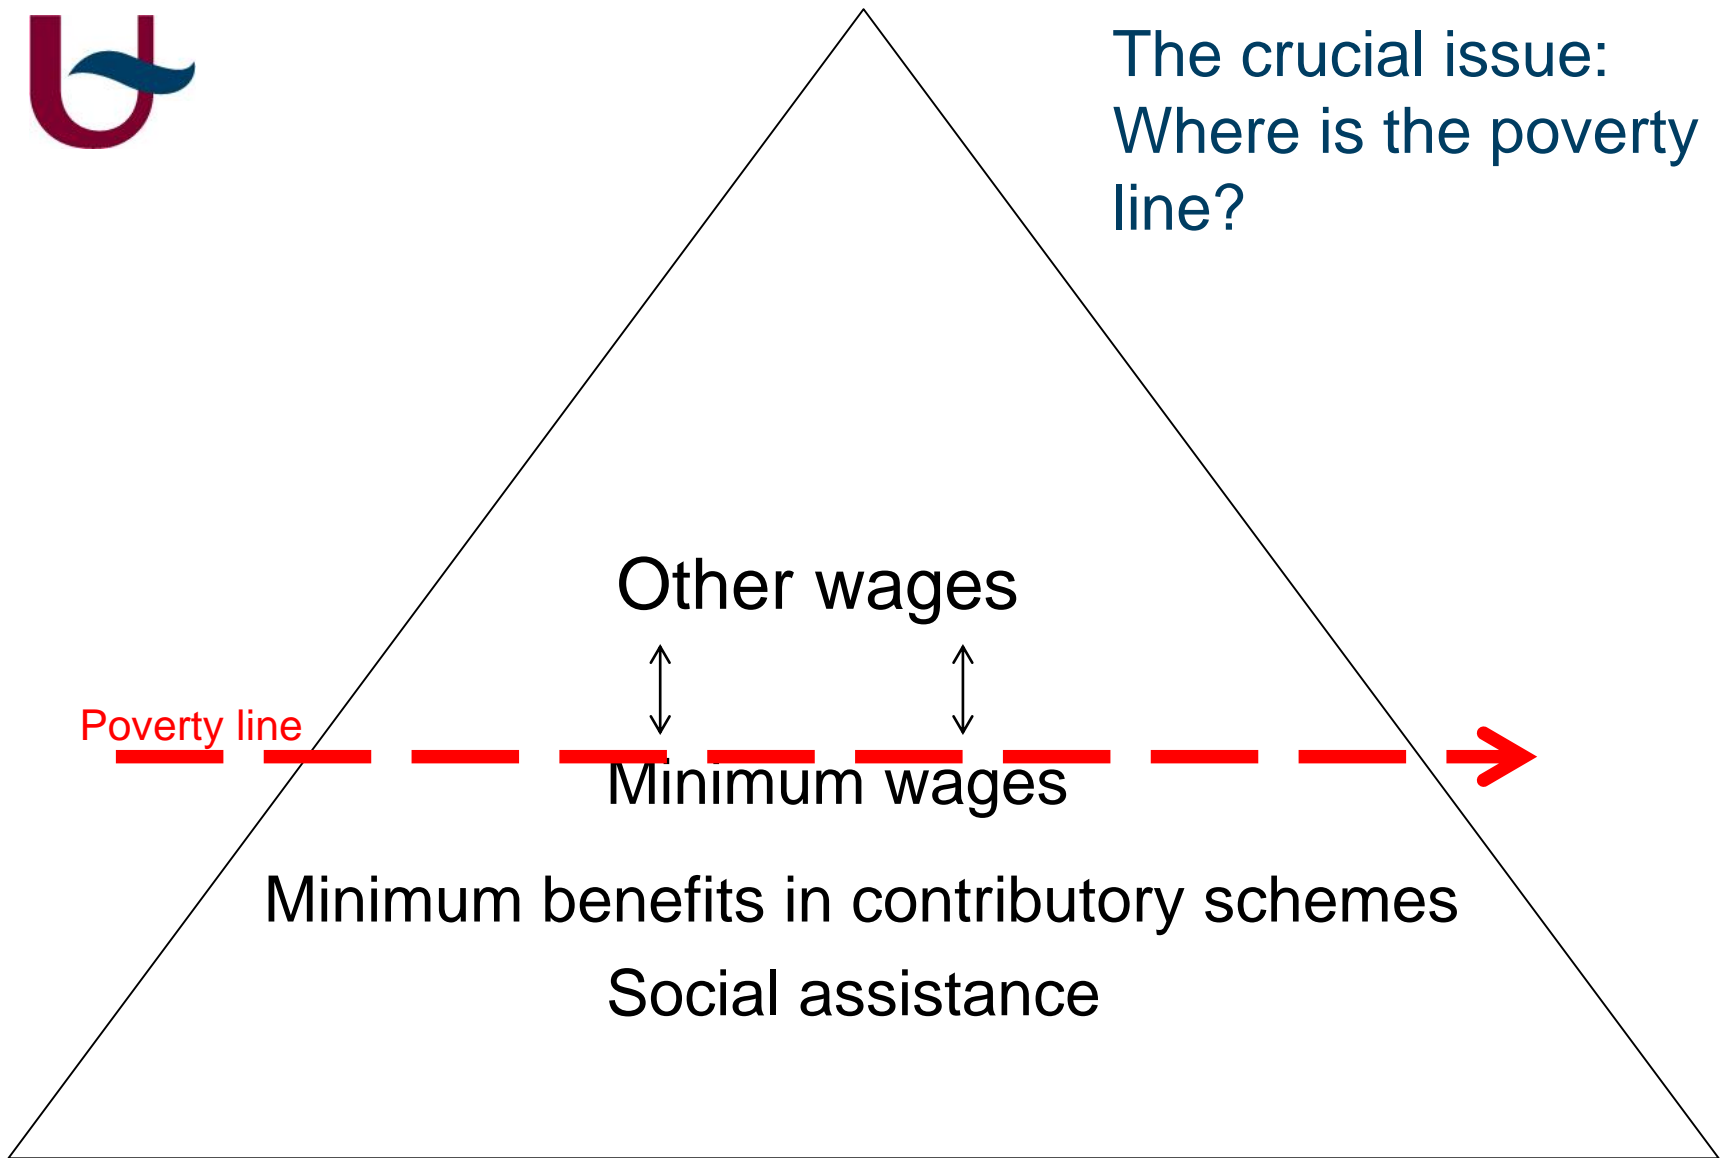 The crucial issue:
Where is the poverty
line?
Other wages
Poverty line
Minimum wages
Minimum benefits in contributory schemes
Social assistance